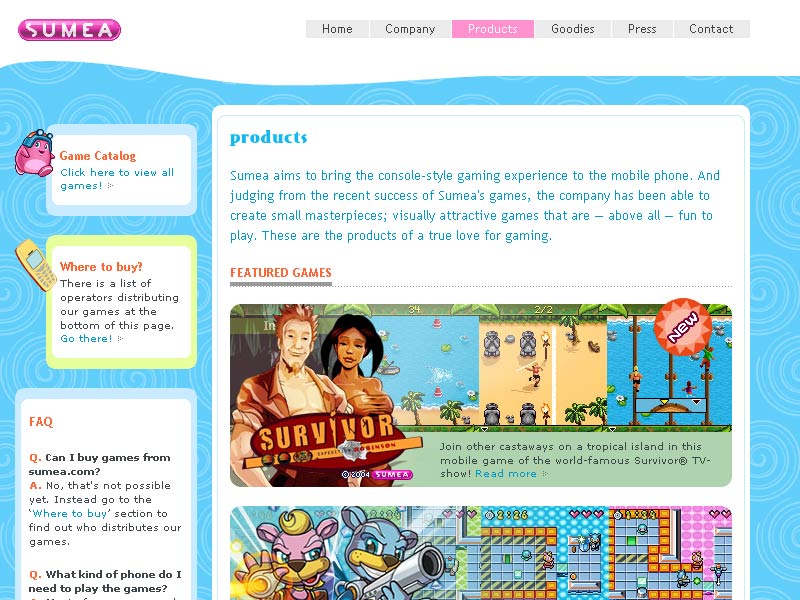 SUMEA
Home Company Products Goodies Press Contact
Game Catalog
Click here to view all
games!
Where to buy?
There is a list of
operators distributing
our games at the
bottom of this page.
Go there!
FAQ
Q. Can I buy games from
sumea.com?
A. No, that's not possible
yet. Instead go to the
'Where to buy' section to
find out who distributes our
games.
Q. What kind of phone do I
need to play the games?
products
Sumea aims to bring the console-style gaming experience to the mobile phone. And
judging from the recent success of Sumea's games, the company has been able to
create small masterpieces; visually attractive games that are — above all — fun to
play. These are the products of a true love for gaming.
FEATURED GAMES
34
2/2
NEW
SURVIVOR
ROBINSON
© 2004 SUMEA
Join other castaways on a tropical island in this
mobile game of the world-famous Survivor® TV-
show! Read more
2:26